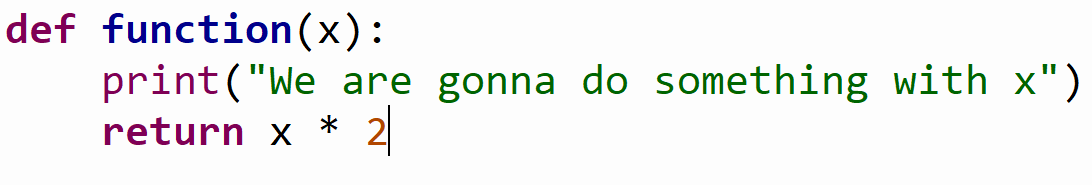 def function(x):
    print("We are gonna do something with x")
    return x * 2